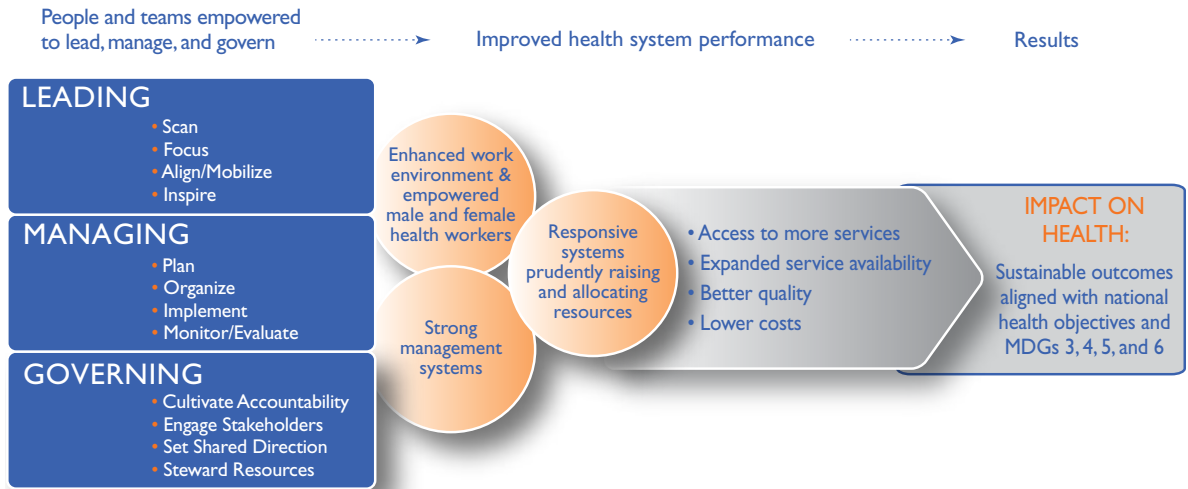 People and teams empowered
to lead, manage, and govern
Improved health system performance
Results
LEADING
• Scan
• Focus
• Align/Mobilize
• Inspire
MANAGING
• Plan
• Organize
• Implement
• Monitor/Evaluate
GOVERNING
• Cultivate Accountability
• Engage Stakeholders
• Set Shared Direction
• Steward Resources
Enhanced work
environment &
empowered
male and female
health workers
Strong
management
systems
Responsive
systems
prudently raising
and allocating
resources
• Access to more services
• Expanded service availability
• Better quality
• Lower costs
IMPACT ON
HEALTH:
Sustainable outcomes
aligned with national
health objectives and
MDGs 3, 4, 5, and 6